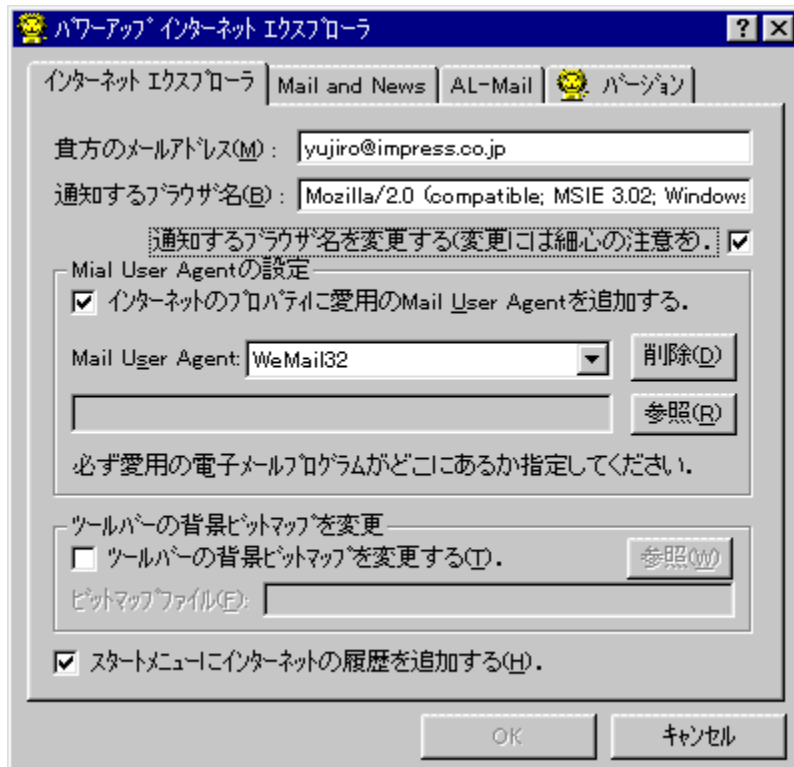 パワーアップ インターネット エクスプローラ
インターネット エクスプローラ Mail and News AL-Mail バージョン
貴方のメールアドレス(M) : yujiro@impress.co.jp
通知するブラウザ名(B) : Mozilla/2.0 (compatible; MSIE 3.02; Windows
通知するブラウザ名を変更する(変更には細心の注意を).
Mial User Agentの設定
インターネットのプロパティに愛用のMail User Agentを追加する.
Mail User Agent: WeMail32 削除(D)
参照(R)
必ず愛用の電子メールプログラムがどこにあるか指定してください.
ツールバーの背景ビットマップを変更
ツールバーの背景ビットマップを変更する(T). 参照(W)
ビットマップファイル(F):
スタートメニューにインターネットの履歴を追加する(H).
OK キャンセル